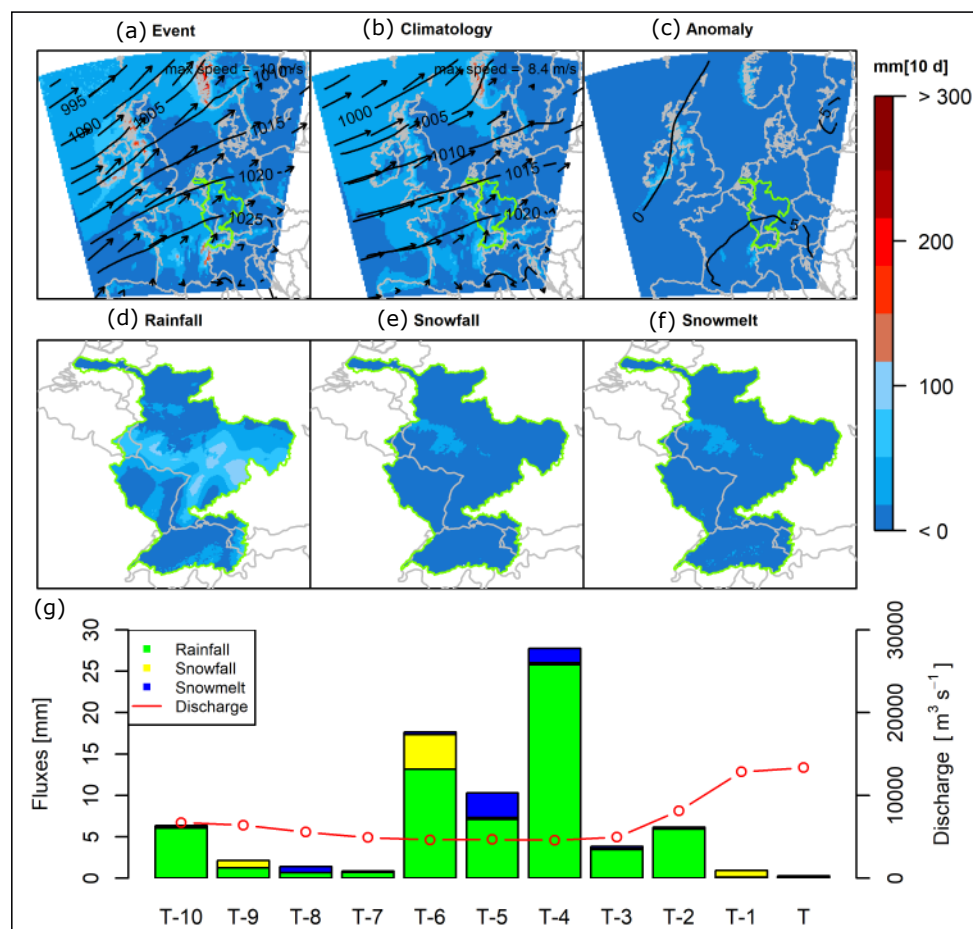 (a) Event
(b) Climatology
(c) Anomaly
mm[10 d]
max speed = 10 m/s
995
990
1005
1010
1015
1020
1025
max speed = 8.4 m/s
1000
1005
1010
1015
1020
0
5
5
> 300
200
100
< 0
(d) Rainfall
(e) Snowfall
(f) Snowmelt
(g)
Fluxes [mm]
30
25
20
15
10
5
0
Rainfall
Snowfall
Snowmelt
Discharge
30000
20000
10000
0
Discharge [ m³ s⁻¹ ]
T-10 T-9 T-8 T-7 T-6 T-5 T-4 T-3 T-2 T-1 T